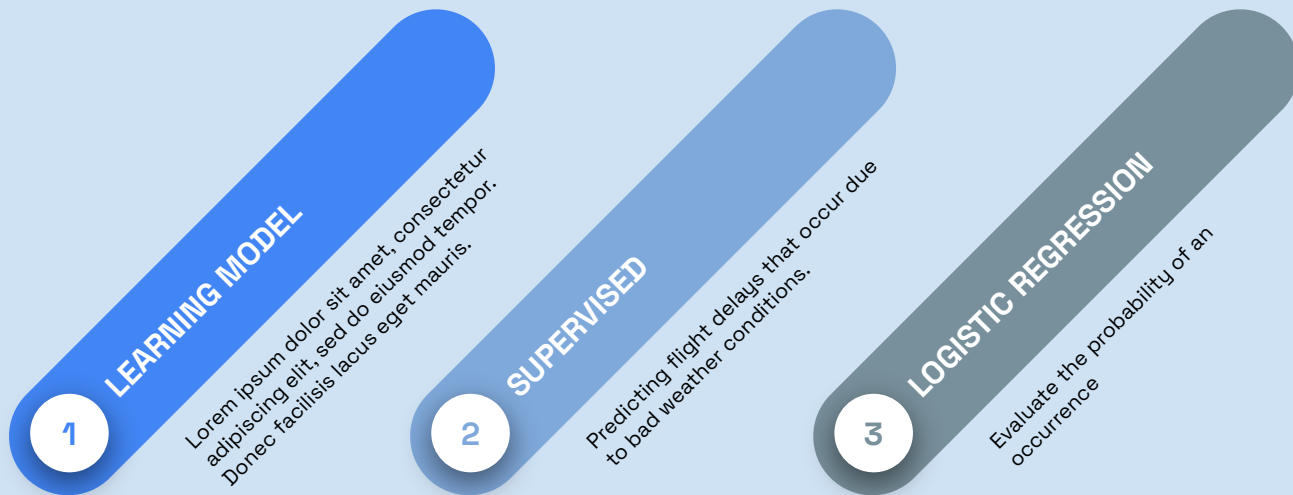 1
LEARNING MODEL
Lorem ipsum dolor sit amet, consectetur
adipiscing elit, sed do eiusmod tempor.
Donec facilisis lacus eget mauris.
2
SUPERVISED
Predicting flight delays that occur due
to bad weather conditions.
3
LOGISTIC REGRESSION
Evaluate the probability of an
occurrence